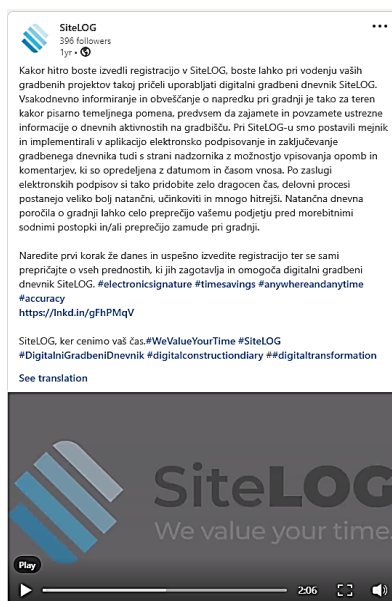 SiteLOG
396 followers
1yr •
Kakor hitro boste izvedli registracijo v SiteLOG, boste lahko pri vodenju vaših
gradbenih projektov takoj pričeli uporabljati digitalni gradbeni dnevnik SiteLOG.
Vsakodnevno informiranje in obveščanje o napredku pri gradnji je tako za teren
kakor pisarno temeljnega pomena, predvsem da zajamete in povzamete ustrezne
informacije o dnevnih aktivnostih na gradbišču. Pri SiteLOG-u smo postavili mejnik
in implementirali v aplikacijo elektronsko podpisovanje in zaključevanje
gradbenega dnevnika tudi s strani nadzornika z možnostjo vpisovanja opomb in
komentarjev, ki so opredeljena z datumom in časom vnosa. Po zaslugi
elektronskih podpisov si tako pridobite zelo dragocen čas, delovni procesi
postanejo veliko bolj natančni, učinkoviti in mnogo hitrejši. Natančna dnevna
poročila o gradnji lahko celo preprečijo vašemu podjetju pred morebitnimi
sodnimi postopki in/ali preprečijo zamude pri gradnji.
Naredite prvi korak že danes in uspešno izvedite registracijo ter se sami
prepričajte o vseh prednostih, ki jih zagotavlja in omogoča digitalni gradbeni
dnevnik SiteLOG. #electronicsignature #timesavings #anywhereandanytime
#accuracy
https://lnkd.in/gFhPMqV
SiteLOG, ker cenimo vaš čas.#WeValueYourTime #SiteLOG
#DigitalniGradbeniDnevnik #digitalconstructiondiary ##digitaltransformation
See translation
SiteLOG
We value your time.
Play
2:06